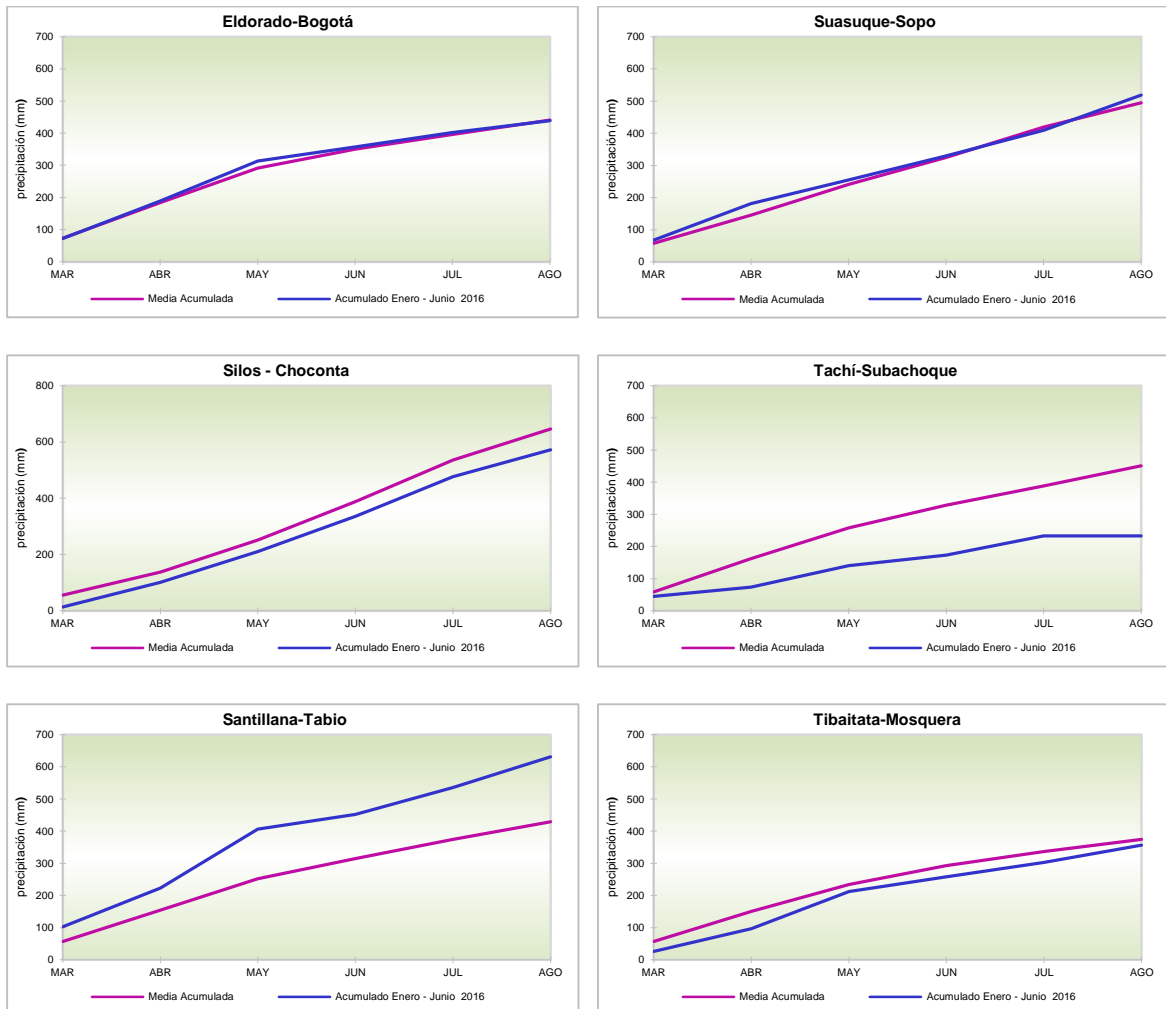 Eldorado-Bogotá
700
600
500
400
300
200
100
0
precipitación (mm)
MAR ABR MAY JUN JUL AGO
Media Acumulada Acumulado Enero - Junio 2016
Suasuque-Sopo
700
600
500
400
300
200
100
0
precipitación (mm)
MAR ABR MAY JUN JUL AGO
Media Acumulada Acumulado Enero - Junio 2016
Silos - Choconta
800
600
400
200
0
precipitación (mm)
MAR ABR MAY JUN JUL AGO
Media Acumulada Acumulado Enero - Junio 2016
Tachí-Subachoque
700
600
500
400
300
200
100
0
precipitación (mm)
MAR ABR MAY JUN JUL AGO
Media Acumulada Acumulado Enero - Junio 2016
Santillana-Tabio
700
600
500
400
300
200
100
0
precipitación (mm)
MAR ABR MAY JUN JUL AGO
Media Acumulada Acumulado Enero - Junio 2016
Tibaitata-Mosquera
700
600
500
400
300
200
100
0
precipitación (mm)
MAR ABR MAY JUN JUL AGO
Media Acumulada Acumulado Enero - Junio 2016